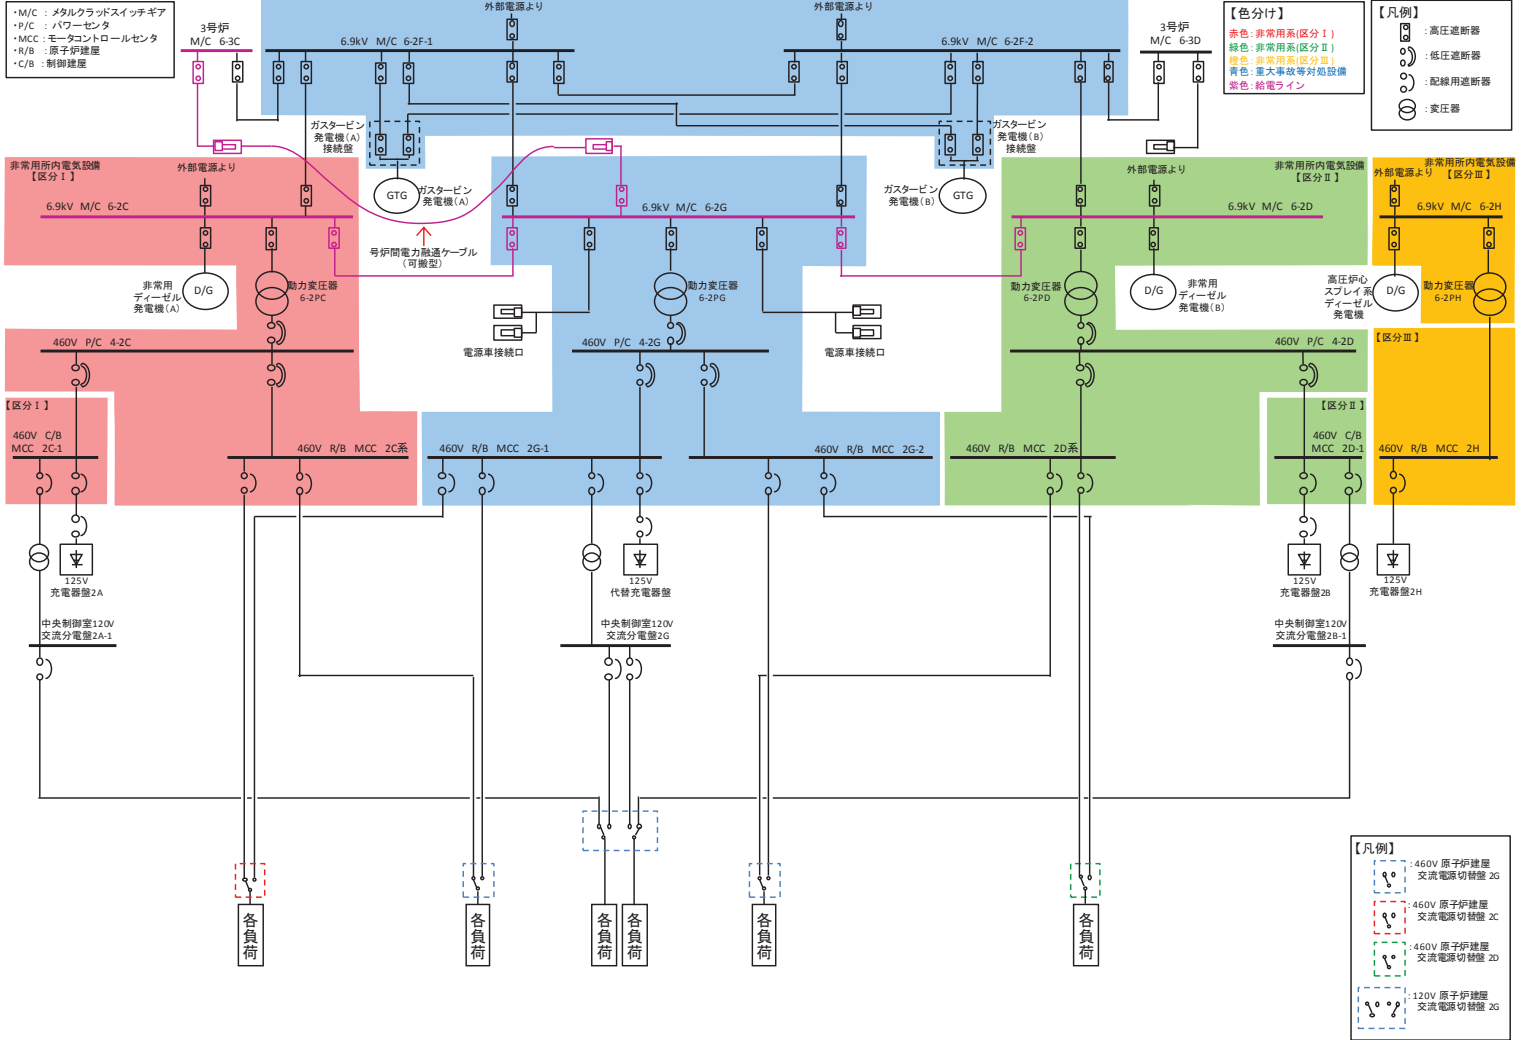 ・M/C ：メタルクラッドスイッチギア
・P/C ：パワーセンタ
・MCC：モータコントロールセンタ
・R/B ：原子炉建屋
・C/B ：制御建屋
3号炉
M/C 6-3C
外部電源より
6.9kV M/C 6-2F-1
外部電源より
6.9kV M/C 6-2F-2
3号炉
M/C 6-3D
【色分け】
赤色：非常用系(区分Ⅰ)
緑色：非常用系(区分Ⅱ)
橙色：非常用系(区分Ⅲ)
青色：重大事故等対処設備
紫色：給電ライン
【凡例】
：高圧遮断器
：低圧遮断器
：配線用遮断器
：変圧器
ガスタービン
発電機(A)
接続盤
ガスタービン
発電機(B)
接続盤
GTG
ガスタービン
発電機(A)
ガスタービン
発電機(B)
GTG
非常用所内電気設備
【区分Ⅰ】
外部電源より
6.9kV M/C 6-2C
6.9kV M/C 6-2G
非常用所内電気設備
【区分Ⅱ】
外部電源より
6.9kV M/C 6-2D
非常用所内電気設備
【区分Ⅲ】
外部電源より
6.9kV M/C 6-2H
号炉間電力融通ケーブル
(可搬型)
非常用
ディーゼル
発電機(A)
D/G
動力変圧器
6-2PC
動力変圧器
6-2PG
動力変圧器
6-2PD
D/G
非常用
ディーゼル
発電機(B)
高圧炉心
スプレイ系
ディーゼル
発電機
D/G
動力変圧器
6-2PH
電源車接続口
電源車接続口
460V P/C 4-2C
460V P/C 4-2G
460V P/C 4-2D
【区分Ⅲ】
【区分Ⅰ】
460V C/B
MCC 2C-1
460V R/B MCC 2C系
460V R/B MCC 2G-1
460V R/B MCC 2G-2
460V R/B MCC 2D系
【区分Ⅱ】
460V C/B
MCC 2D-1
460V R/B MCC 2H
125V
充電器盤2A
125V
代替充電器盤
125V
充電器盤2B
125V
充電器盤2H
中央制御室120V
交流分電盤2A-1
中央制御室120V
交流分電盤2G
中央制御室120V
交流分電盤2B-1
各負荷
各負荷
各負荷
各負荷
各負荷
各負荷
【凡例】
：460V 原子炉建屋
交流電源切替盤 2G
：460V 原子炉建屋
交流電源切替盤 2C
：460V 原子炉建屋
交流電源切替盤 2D
：120V 原子炉建屋
交流電源切替盤 2G